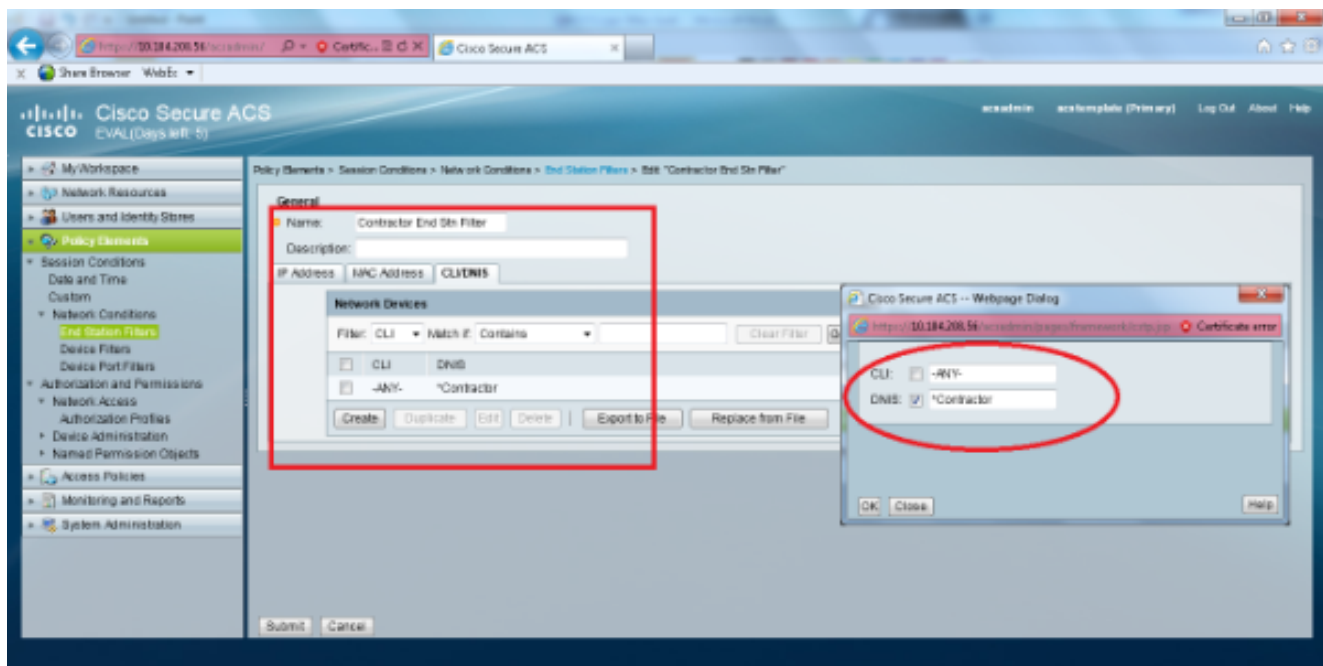 Cisco Secure ACS
Share Browser WebEx
Cisco Secure ACS
CISCO EVAL(Days left: 5)
acsadmin acstemplate (Primary) Log Out About Help
My Workspace
Network Resources
Users and Identity Stores
Policy Elements
Session Conditions
Date and Time
Custom
Network Conditions
End Station Filters
Device Filters
Device Port Filters
Authorization and Permissions
Network Access
Authorization Profiles
Device Administration
Named Permission Objects
Access Policies
Monitoring and Reports
System Administration
Policy Elements > Session Conditions > Network Conditions > End Station Filters > Edit: "Contractor End Stn Filter"
General
Name: Contractor End Stn Filter
Description:
IP Address MAC Address CLI/DNIS
Network Devices
Filter: CLI Match if: Contains Clear Filter
CLI DNIS
-ANY- *Contractor
Create Duplicate Edit Delete | Export to File Replace from File
Submit Cancel
Cisco Secure ACS -- Webpage Dialog
Certificate error
CLI: -ANY-
DNIS: *Contractor
OK Close Help